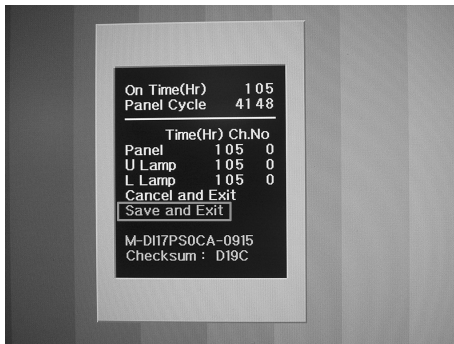 On Time(Hr) 105
Panel Cycle 4148
Time(Hr) Ch.No
Panel 105 0
U Lamp 105 0
L Lamp 105 0
Cancel and Exit
Save and Exit
M-DI17PS0CA-0915
Checksum : D19C